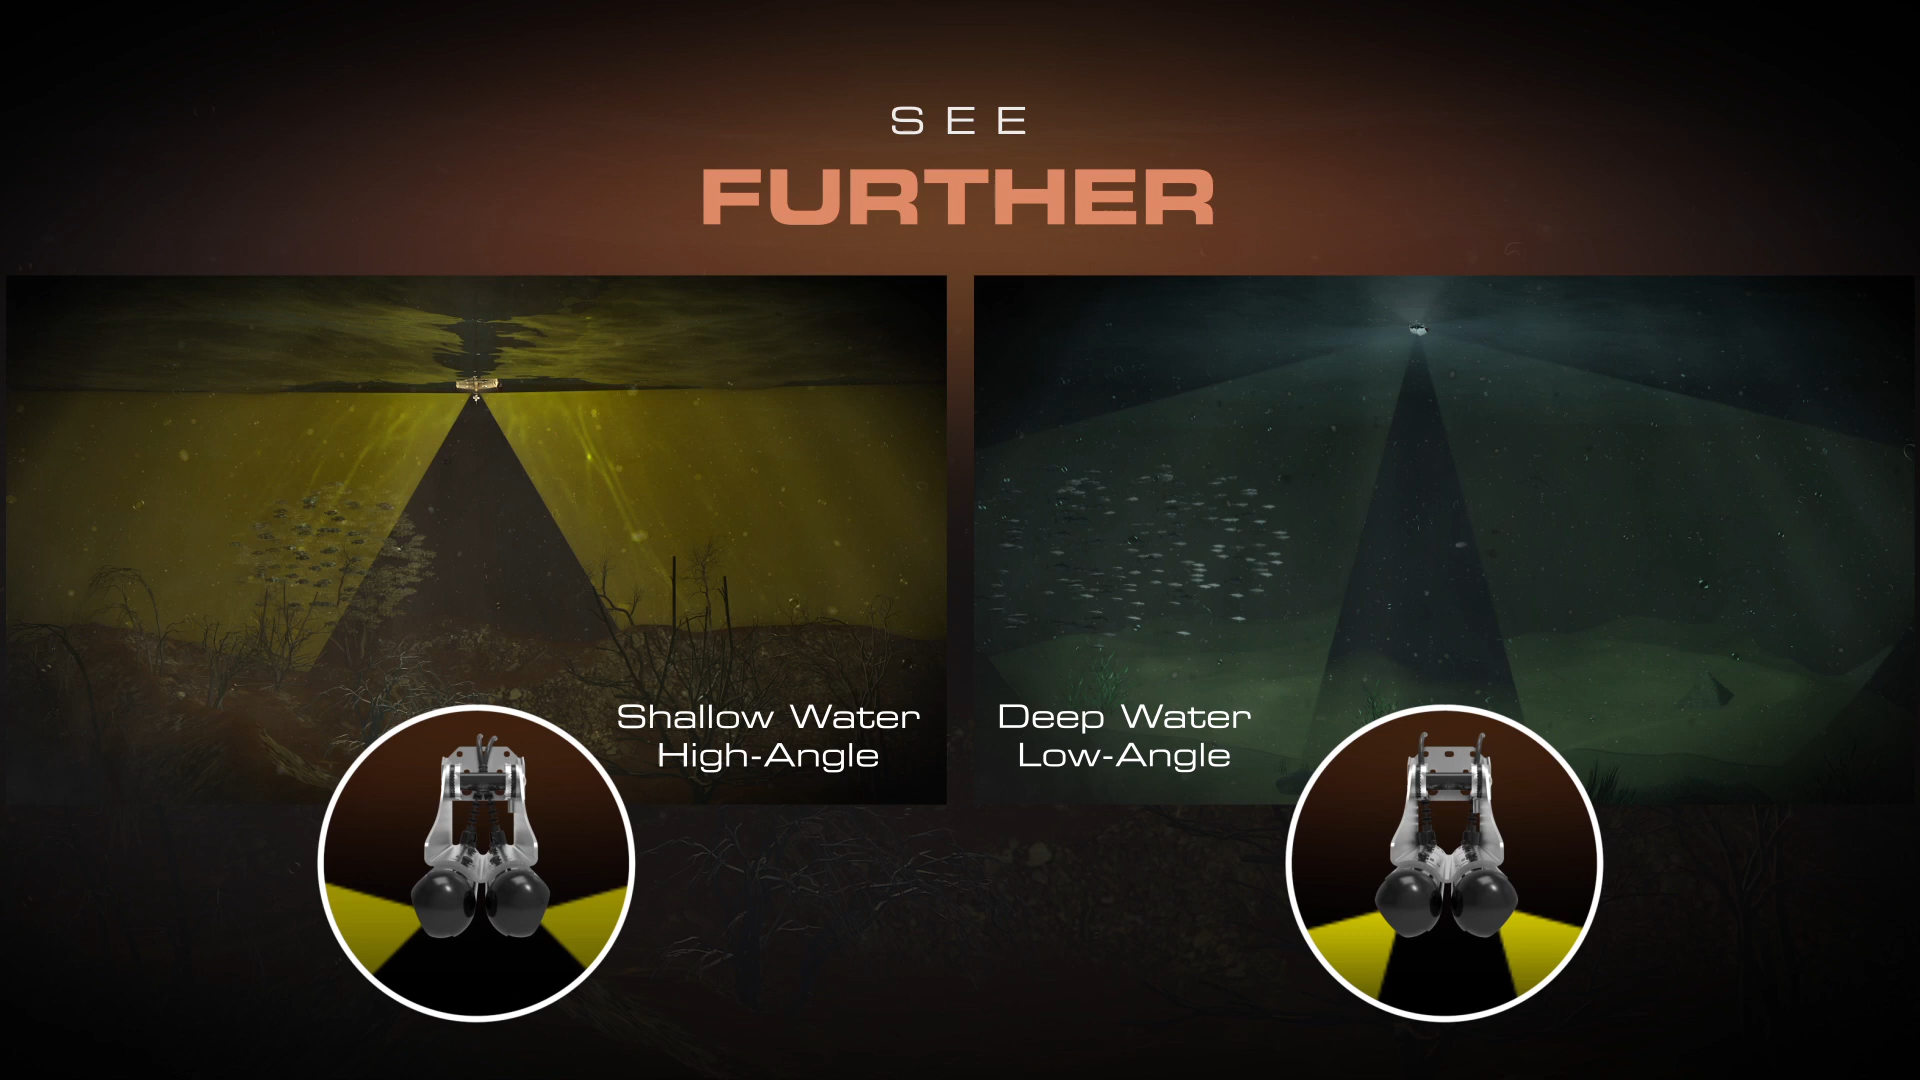 SEE
FURTHER
Shallow Water
High-Angle
Deep Water
Low-Angle